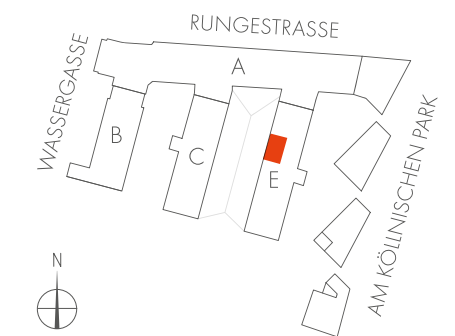 RUNGESTRASSE
WASSERGASSE
A
B
C
E
AM KÖLLNISCHEN PARK
N